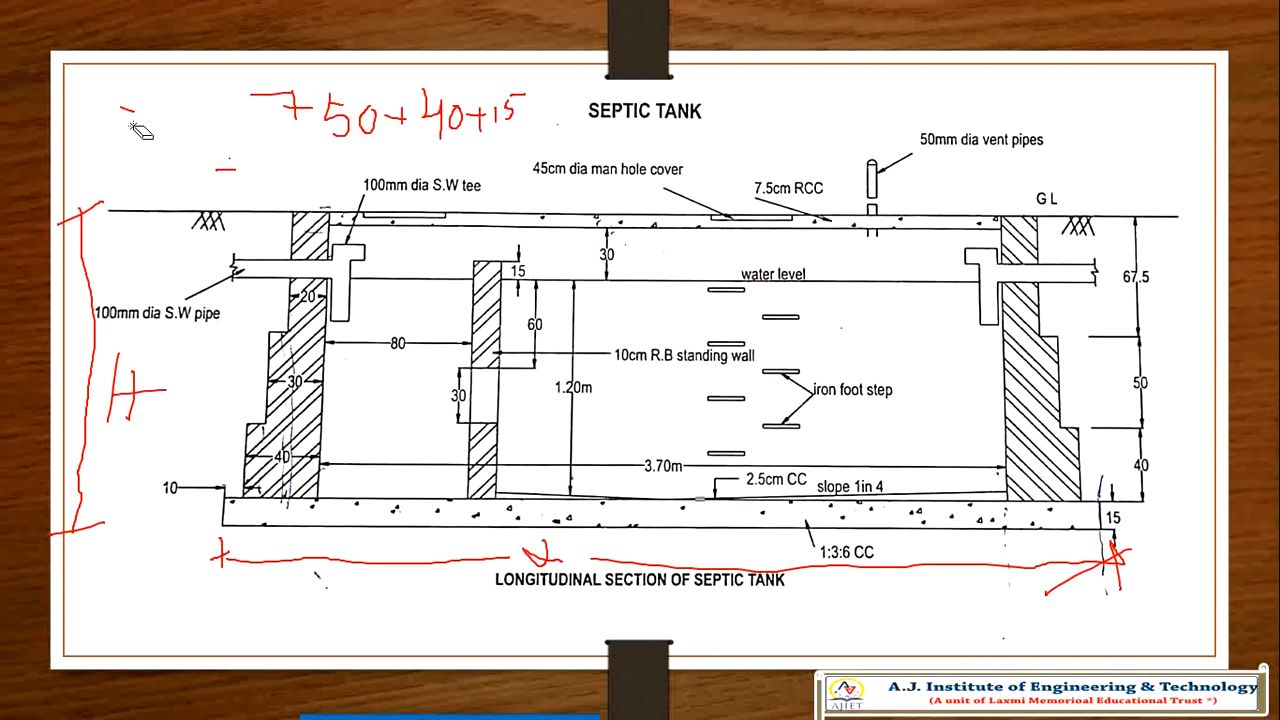 7 50+40+15
SEPTIC TANK
50mm dia vent pipes
45cm dia man hole cover
100mm dia S.W tee
7.5cm RCC
G L
30
15
water level
67.5
20
100mm dia S.W pipe
60
80
10cm R.B standing wall
30
50
1.20m
iron foot step
H
30
40
3.70m
40
2.5cm CC
slope 1in 4
10
15
1:3:6 CC
LONGITUDINAL SECTION OF SEPTIC TANK
A.J. Institute of Engineering & Technology
(A unit of Laxmi Memorioal Educational Trust ®)
AJIET